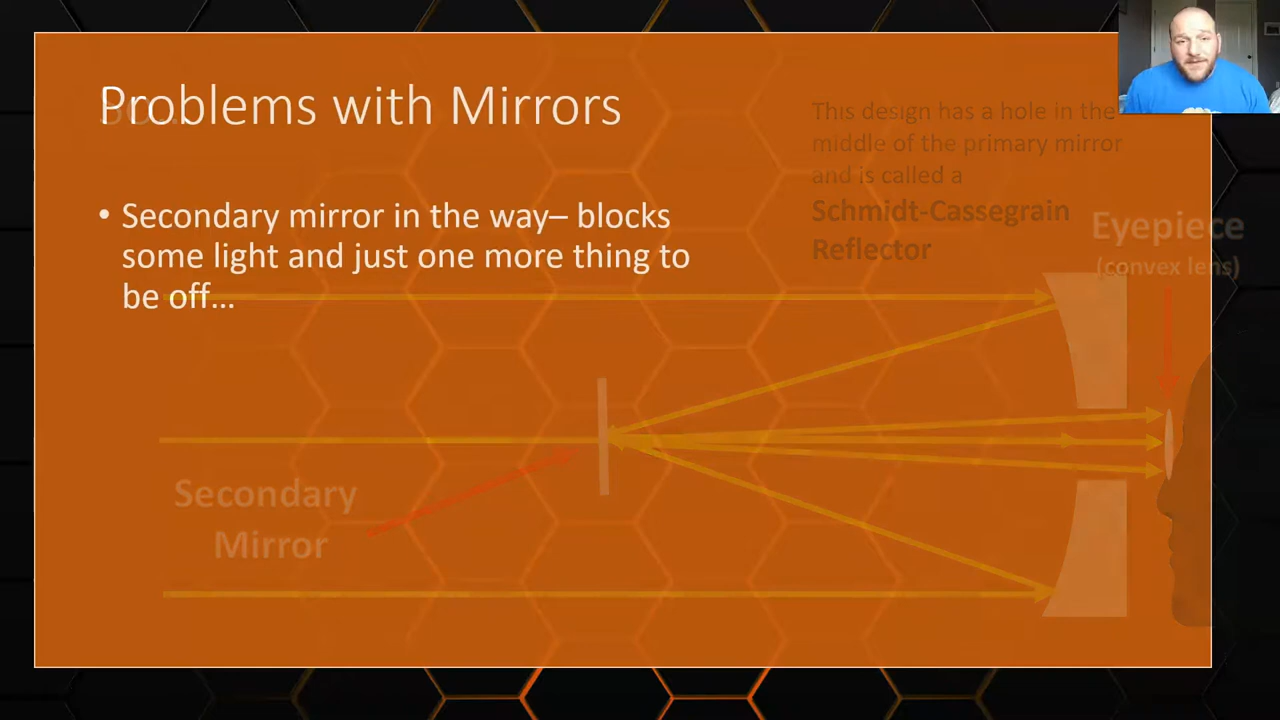 Problems with Mirrors
• Secondary mirror in the way– blocks
some light and just one more thing to
be off…
This design has a hole in the
middle of the primary mirror
and is called a
Schmidt-Cassegrain
Reflector
Eyepiece
(convex lens)
Secondary
Mirror